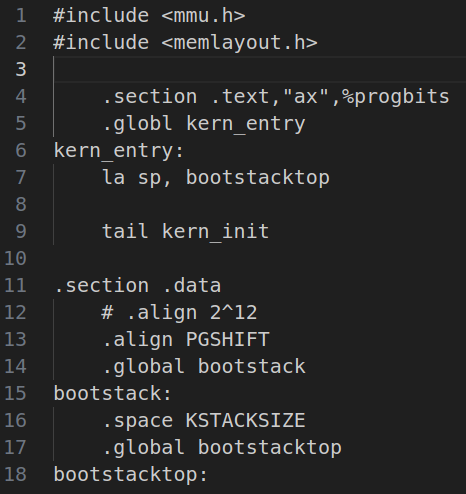 1 #include <mmu.h>
2 #include <memlayout.h>
3
4     .section .text,"ax",%progbits
5     .globl kern_entry
6 kern_entry:
7     la sp, bootstacktop
8
9     tail kern_init
10
11 .section .data
12     # .align 2^12
13     .align PGSHIFT
14     .global bootstack
15 bootstack:
16     .space KSTACKSIZE
17     .global bootstacktop
18 bootstacktop: